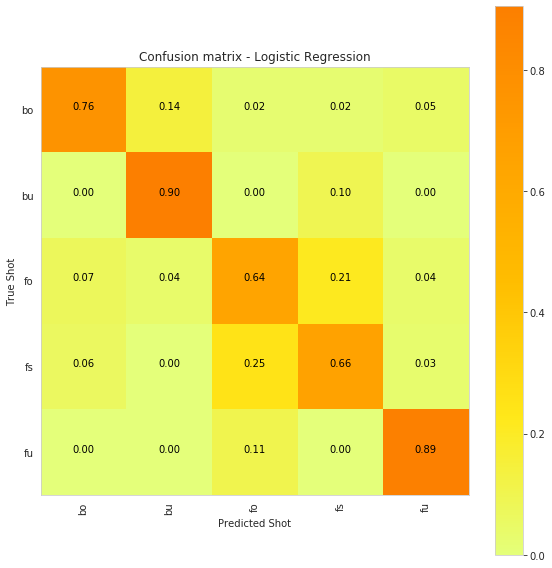 Confusion matrix - Logistic Regression
bo 0.76 0.14 0.02 0.02 0.05
bu 0.00 0.90 0.00 0.10 0.00
fo 0.07 0.04 0.64 0.21 0.04
fs 0.06 0.00 0.25 0.66 0.03
fu 0.00 0.00 0.11 0.00 0.89
True Shot
bo bu fo fs fu
Predicted Shot
0.8
0.6
0.4
0.2
0.0